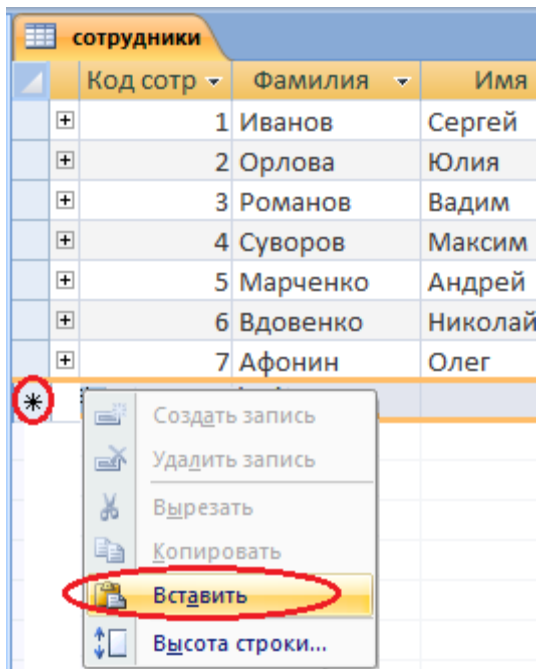 сотрудники
Код сотр Фамилия Имя
1 Иванов Сергей
2 Орлова Юлия
3 Романов Вадим
4 Суворов Максим
5 Марченко Андрей
6 Вдовенко Николай
7 Афонин Олег
Создать запись
Удалить запись
Вырезать
Копировать
Вставить
Высота строки...